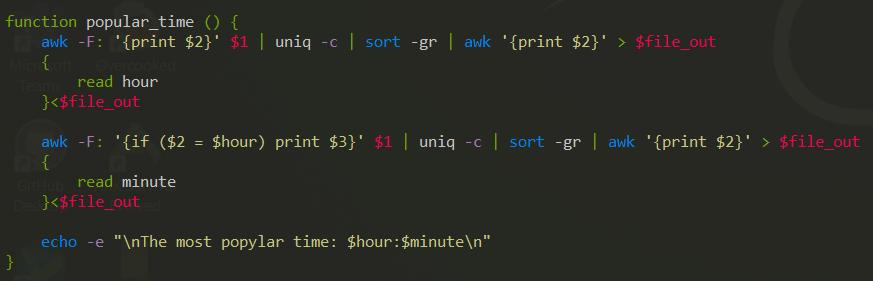 function popular_time () {
    awk -F: '{print $2}' $1 | uniq -c | sort -gr | awk '{print $2}' > $file_out
    {
        read hour
    }<$file_out

    awk -F: '{if ($2 = $hour) print $3}' $1 | uniq -c | sort -gr | awk '{print $2}' > $file_out
    {
        read minute
    }<$file_out

    echo -e "\nThe most popylar time: $hour:$minute\n"
}